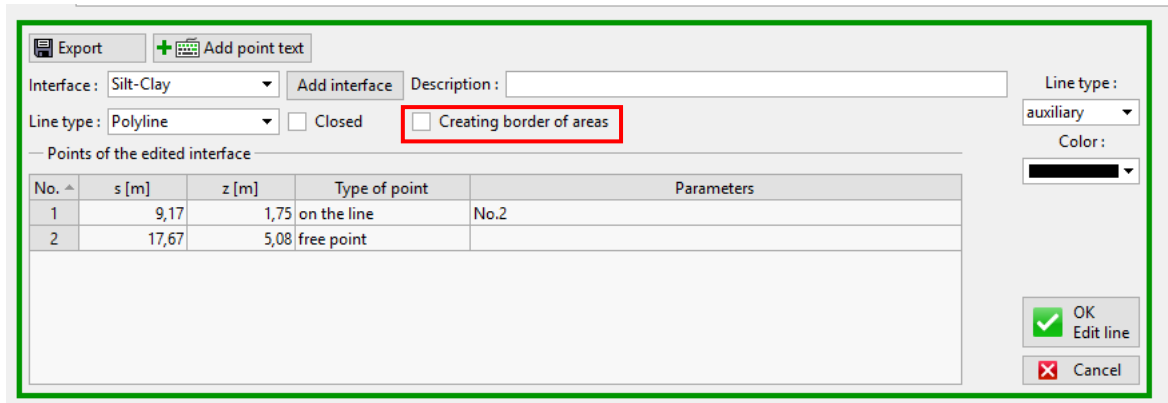 Export Add point text
Interface : Silt-Clay Add interface Description : Line type :
Line type : Polyline Closed Creating border of areas auxiliary
Color :
Points of the edited interface
No. s [m] z [m] Type of point Parameters
1 9,17 1,75 on the line No.2
2 17,67 5,08 free point
OK
Edit line
Cancel